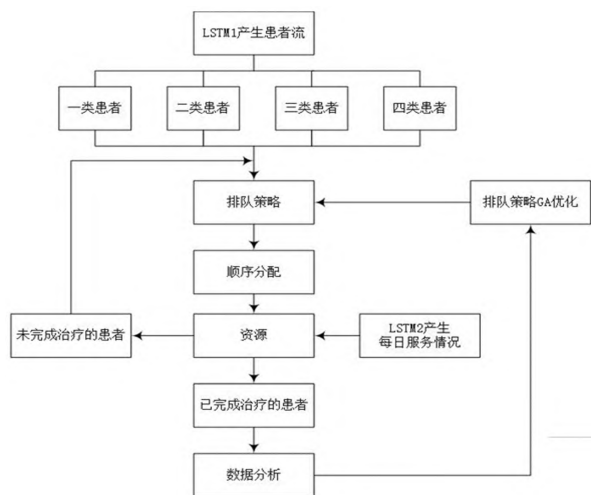 LSTM1产生患者流
一类患者
二类患者
三类患者
四类患者
排队策略
排队策略GA优化
顺序分配
未完成治疗的患者
资源
LSTM2产生
每日服务情况
已完成治疗的患者
数据分析